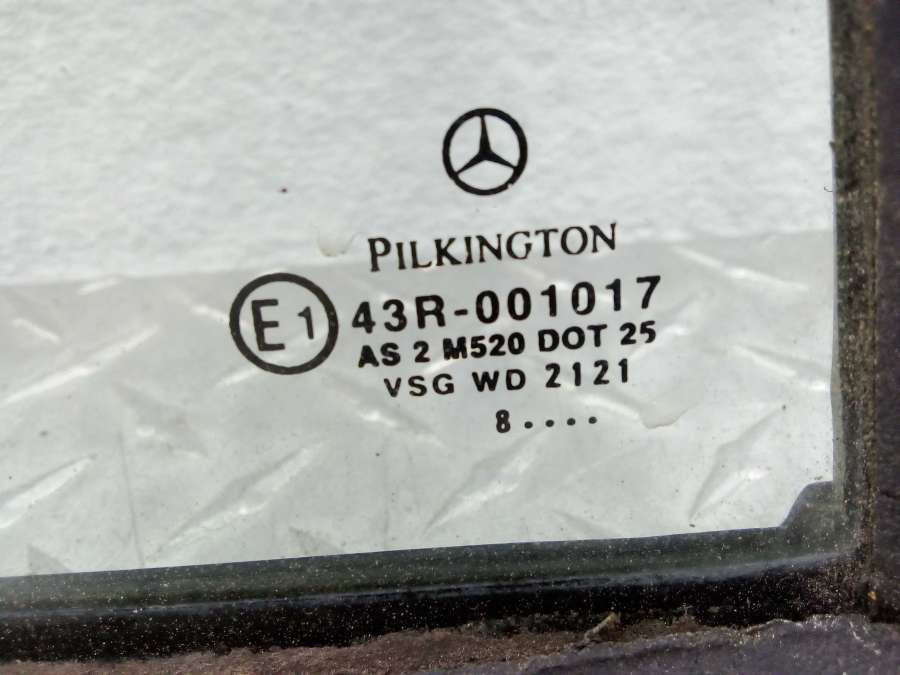 PILKINGTON
E1 43R-001017
AS 2 M520 DOT 25
VSG WD 2121
8....